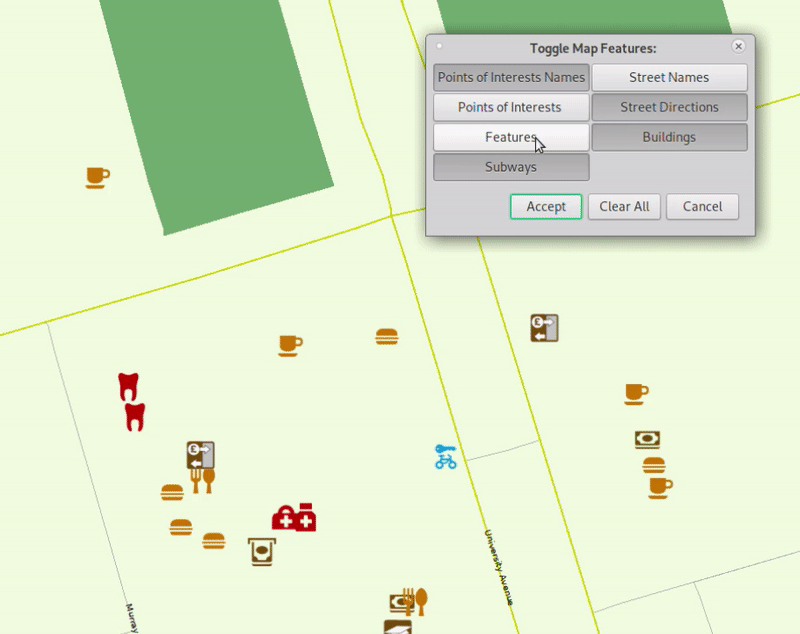 Toggle Map Features:
Points of Interests Names
Street Names
Points of Interests
Street Directions
Features
Buildings
Subways
Accept
Clear All
Cancel
University Avenue
Murray